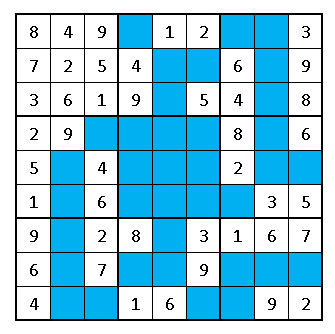 8 4 9 1 2 3
7 2 5 4 6 9
3 6 1 9 5 4 8
2 9 8 6
5 4 2
1 6 3 5
9 2 8 3 1 6 7
6 7 9
4 1 6 9 2